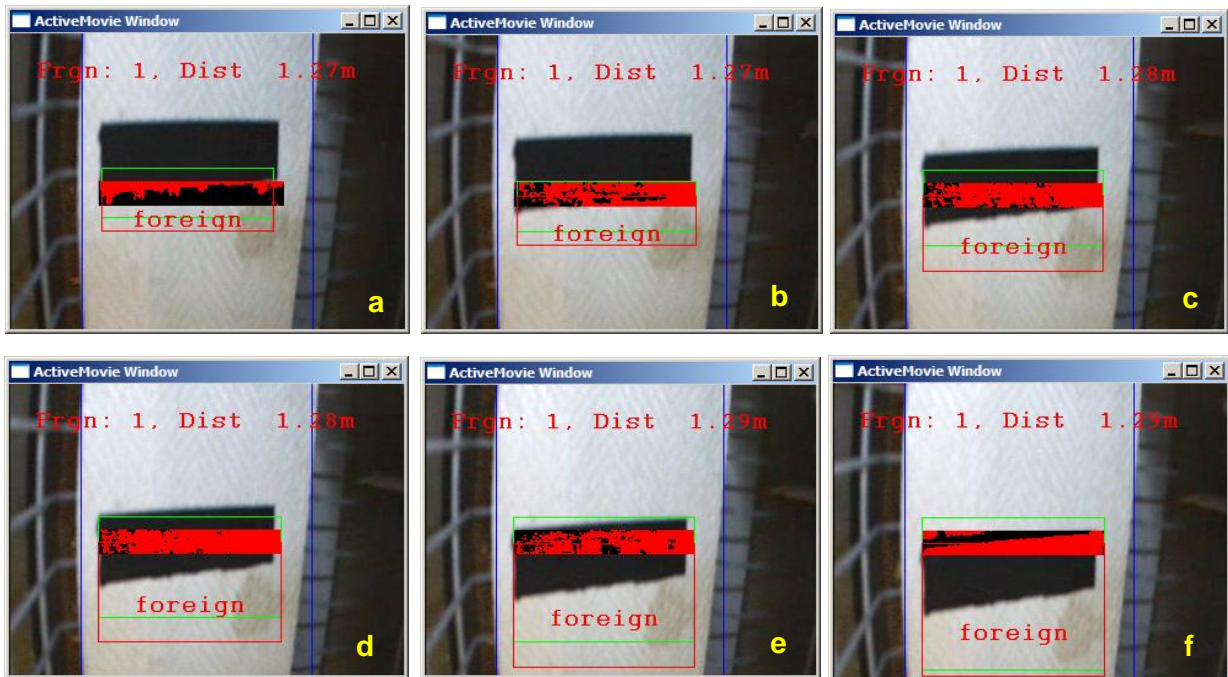 ActiveMovie Window
Frgn: 1, Dist 1.27m
foreign
a
ActiveMovie Window
Frgn: 1, Dist 1.27m
foreign
b
ActiveMovie Window
Frgn: 1, Dist 1.28m
foreign
c
ActiveMovie Window
Frgn: 1, Dist 1.28m
foreign
d
ActiveMovie Window
Frgn: 1, Dist 1.29m
foreign
e
ActiveMovie Window
Frgn: 1, Dist 1.29m
foreign
f